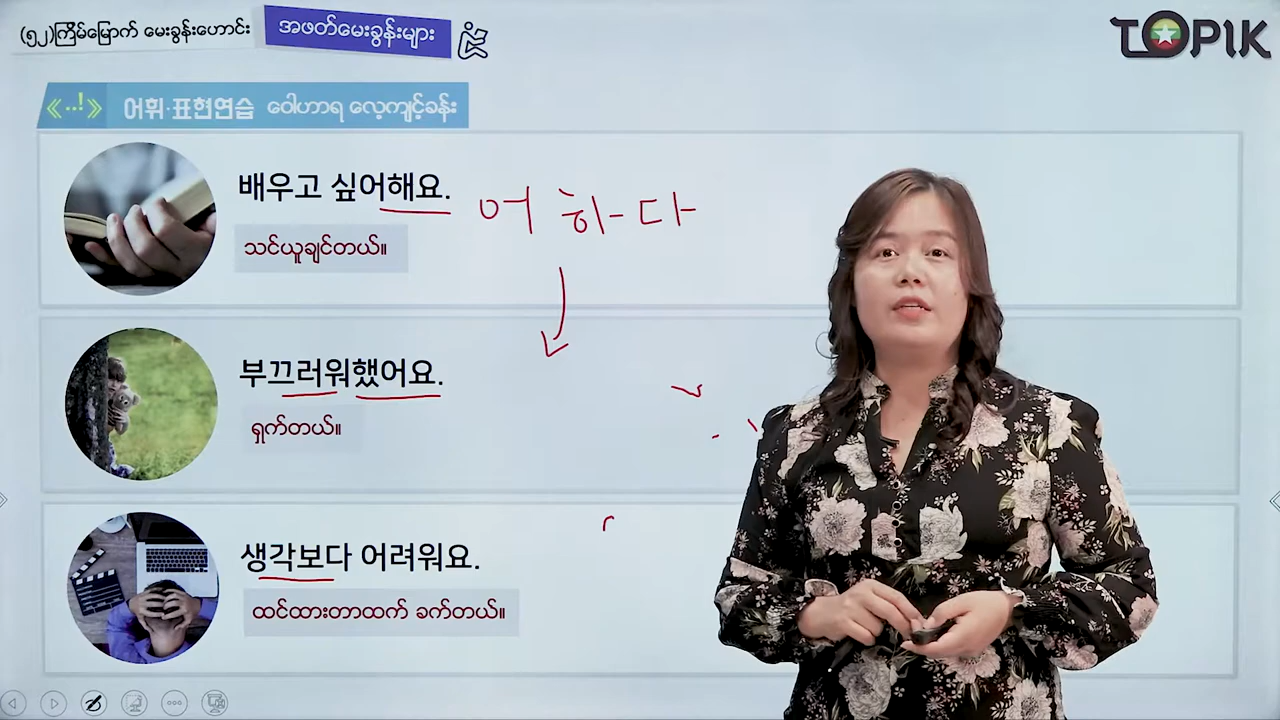 (၅၂)ကြိမ်မြောက် မေးခွန်းဟောင်း
အဖတ်မေးခွန်းများ
TOPIK
어휘·표현연습 ဝေါဟာရ လေ့ကျင့်ခန်း
배우고 싶어해요.
어 하다
သင်ယူချင်တယ်။
부끄러워했어요.
ရှက်တယ်။
생각보다 어려워요.
ထင်ထားတာထက် ခက်တယ်။